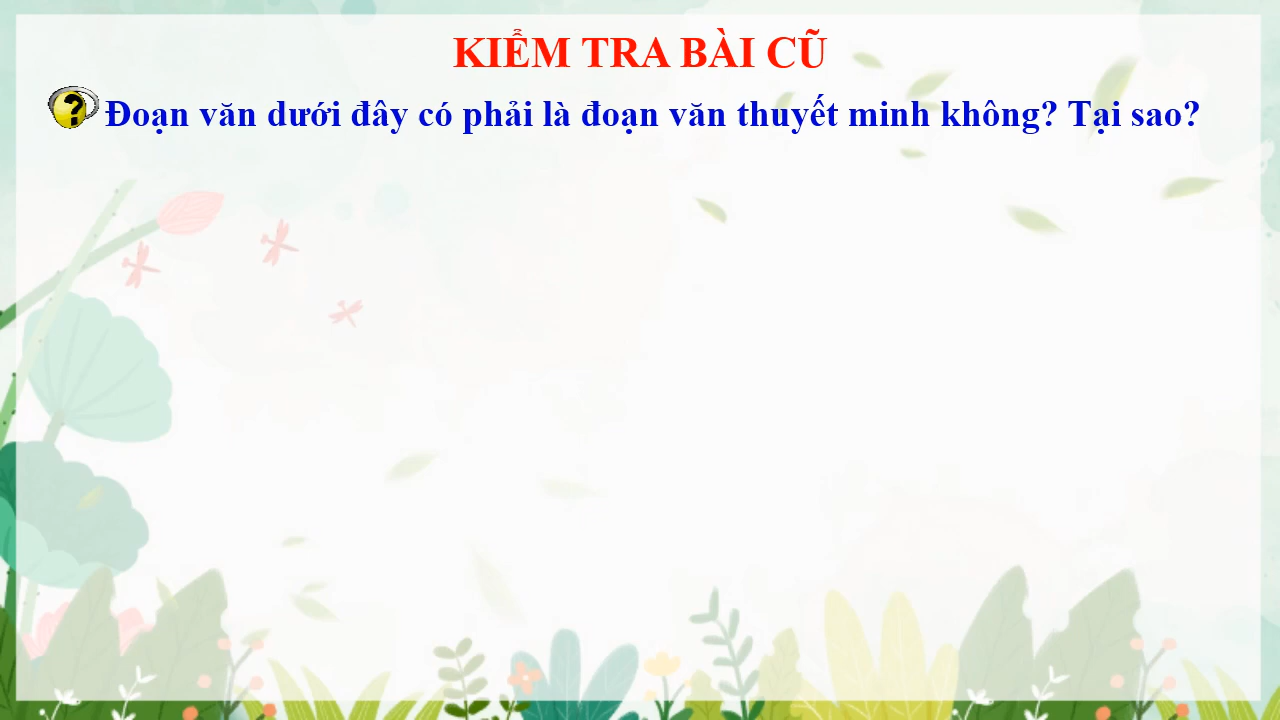 KIỂM TRA BÀI CŨ
? Đoạn văn dưới đây có phải là đoạn văn thuyết minh không? Tại sao?